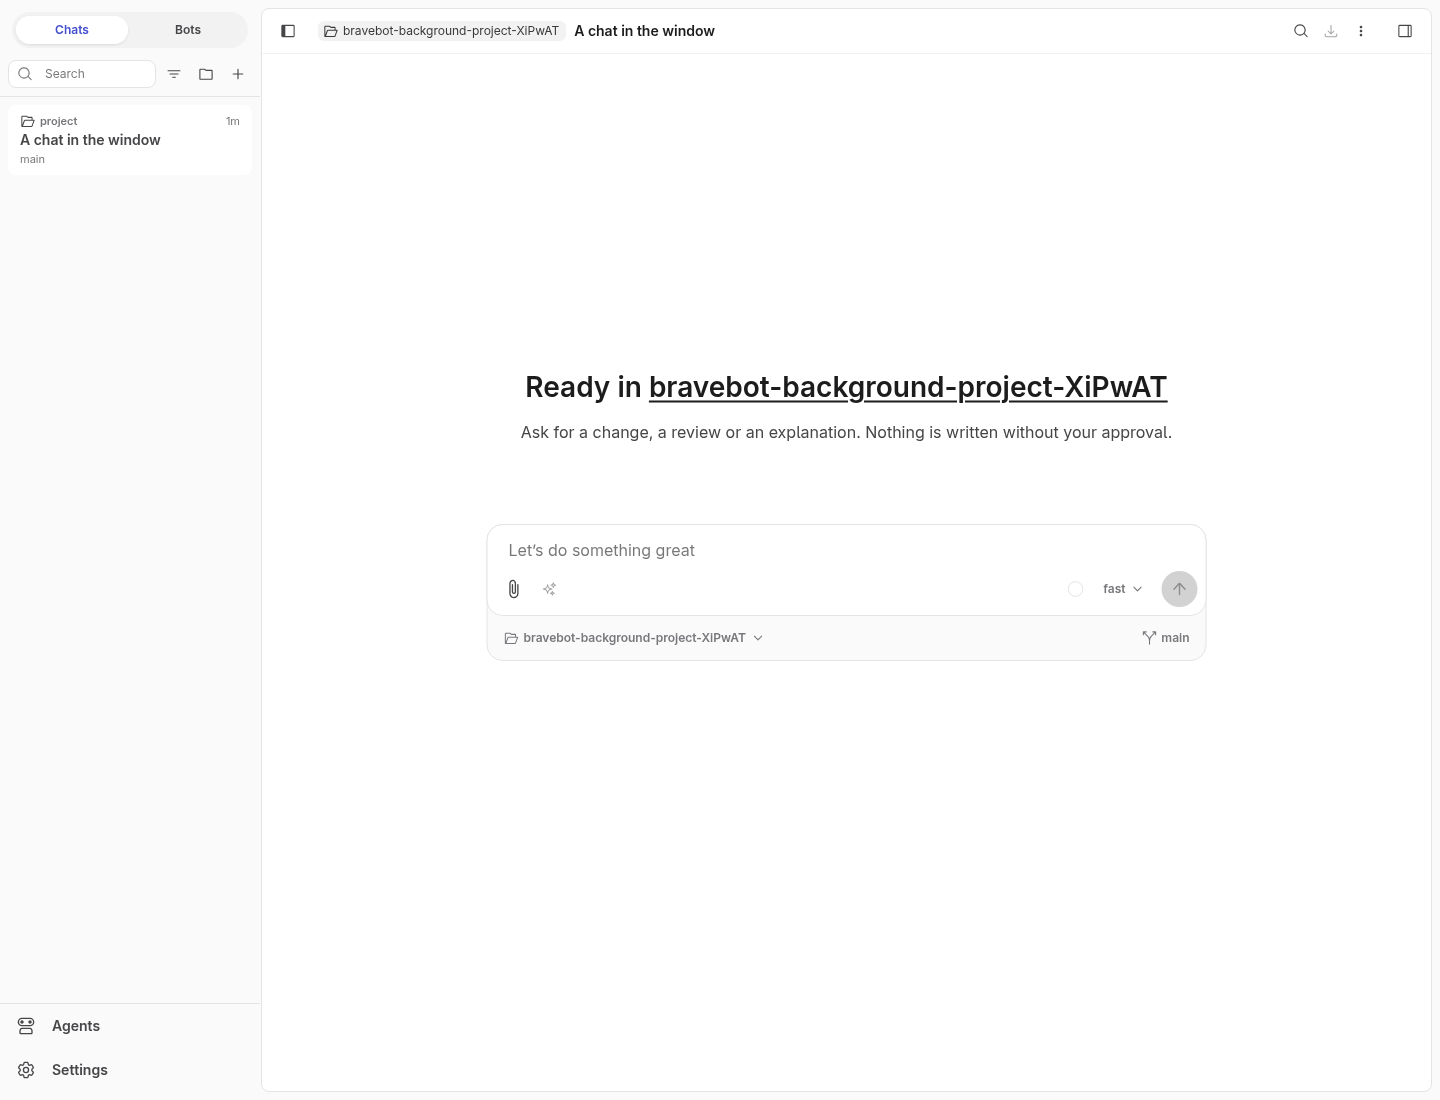 Chats
Bots
Search
project
1m
A chat in the window
main
Agents
Settings
bravebot-background-project-XiPwAT
A chat in the window
Ready in bravebot-background-project-XiPwAT
Ask for a change, a review or an explanation. Nothing is written without your approval.
Let’s do something great
fast
bravebot-background-project-XiPwAT
main